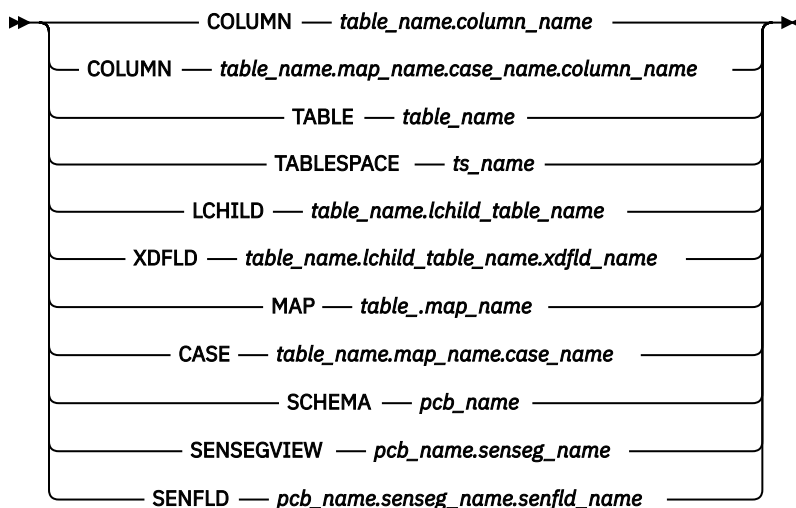 COLUMN table_name.column_name
COLUMN table_name.map_name.case_name.column_name
TABLE table_name
TABLESPACE ts_name
LCHILD table_name.lchild_table_name
XDFLD table_name.lchild_table_name.xdfld_name
MAP table_.map_name
CASE table_name.map_name.case_name
SCHEMA pcb_name
SENSEGVIEW pcb_name.senseg_name
SENFLD pcb_name.senseg_name.senfld_name